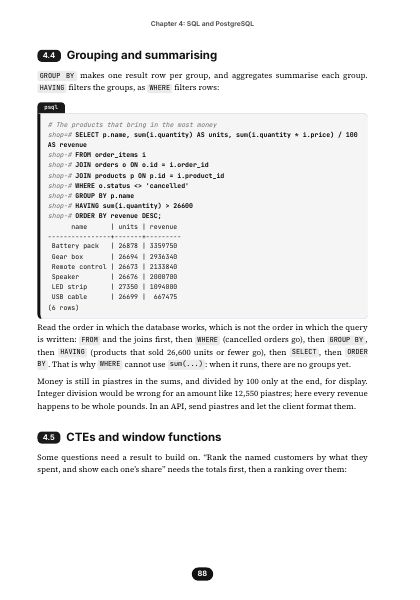 Chapter 4: SQL and PostgreSQL
4.4 Grouping and summarising
GROUP BY makes one result row per group, and aggregates summarise each group.
HAVING filters the groups, as WHERE filters rows:
psql
# The products that bring in the most money
shop=# SELECT p.name, sum(i.quantity) AS units, sum(i.quantity * i.price) / 100
AS revenue
shop-# FROM order_items i
shop-# JOIN orders o ON o.id = i.order_id
shop-# JOIN products p ON p.id = i.product_id
shop-# WHERE o.status <> 'cancelled'
shop-# GROUP BY p.name
shop-# HAVING sum(i.quantity) > 26600
shop-# ORDER BY revenue DESC;
name | units | revenue
----------------+-------+---------
Battery pack | 26878 | 3359750
Gear box | 26694 | 2936340
Remote control | 26673 | 2133840
Speaker | 26676 | 2000700
LED strip | 27350 | 1094000
USB cable | 26699 | 667475
(6 rows)
Read the order in which the database works, which is not the order in which the query
is written: FROM and the joins first, then WHERE (cancelled orders go), then GROUP BY,
then HAVING (products that sold 26,600 units or fewer go), then SELECT, then ORDER
BY. That is why WHERE cannot use sum(...): when it runs, there are no groups yet.
Money is still in piastres in the sums, and divided by 100 only at the end, for display.
Integer division would be wrong for an amount like 12,550 piastres; here every revenue
happens to be whole pounds. In an API, send piastres and let the client format them.
4.5 CTEs and window functions
Some questions need a result to build on. “Rank the named customers by what they
spent, and show each one’s share” needs the totals first, then a ranking over them:
88